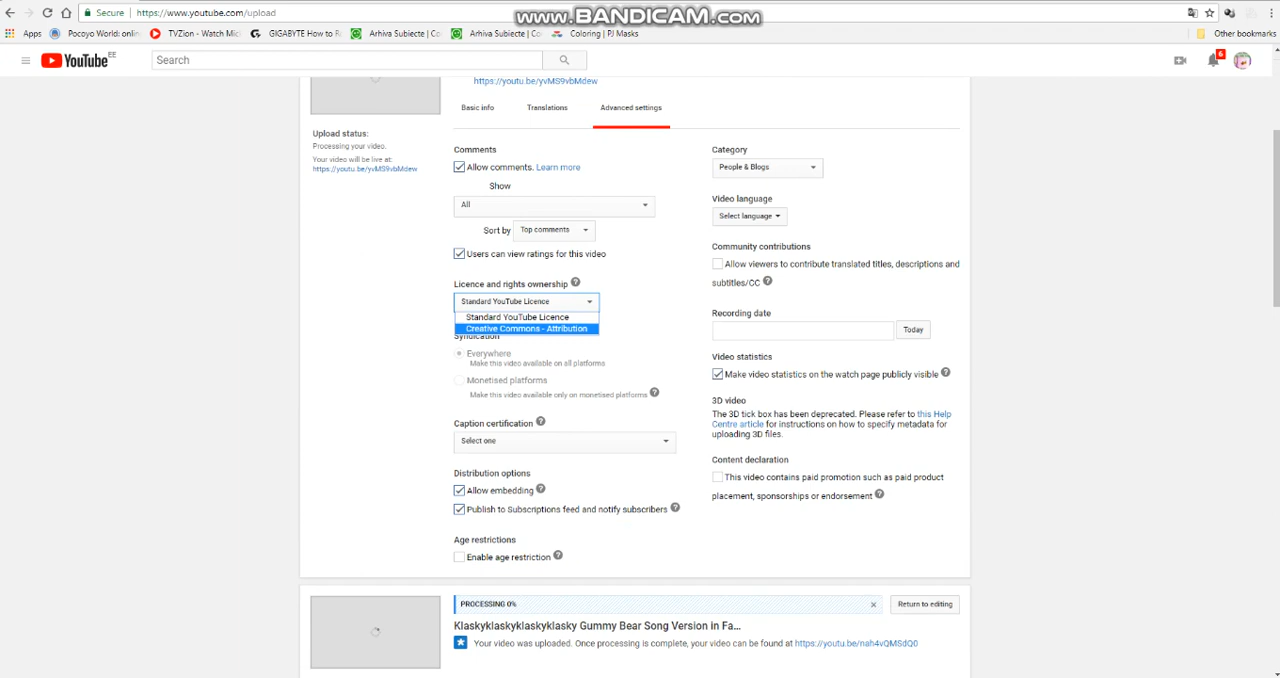 Secure
https://www.youtube.com/upload
www.BANDICAM.com
Apps
Pocoyo World: onlin
TVZion - Watch Mic
GIGABYTE How to R
Arhiva Subiecte | Co
Arhiva Subiecte | Co
Coloring | PJ Masks
Other bookmarks
YouTube EE
Search
6
https://youtu.be/yvMS9vbMdew
Basic info
Translations
Advanced settings
Upload status:
Processing your video.
Your video will be live at:
https://youtu.be/yvMS9vbMdew
Comments
Allow comments. Learn more
Show
All
Sort by Top comments
Users can view ratings for this video
Licence and rights ownership ?
Standard YouTube Licence
Standard YouTube Licence
Creative Commons - Attribution
Syndication
Everywhere
Make this video available on all platforms
Monetised platforms
Make this video available only on monetised platforms ?
Caption certification ?
Select one
Distribution options
Allow embedding ?
Publish to Subscriptions feed and notify subscribers ?
Age restrictions
Enable age restriction ?
Category
People & Blogs
Video language
Select language
Community contributions
Allow viewers to contribute translated titles, descriptions and
subtitles/CC ?
Recording date
Today
Video statistics
Make video statistics on the watch page publicly visible ?
3D video
The 3D tick box has been deprecated. Please refer to this Help
Centre article for instructions on how to specify metadata for
uploading 3D files.
Content declaration
This video contains paid promotion such as paid product
placement, sponsorships or endorsement ?
PROCESSING 0%
Return to editing
Klaskyklaskyklaskyklasky Gummy Bear Song Version in Fa...
Your video was uploaded. Once processing is complete, your video can be found at https://youtu.be/nah4vQMSdQ0